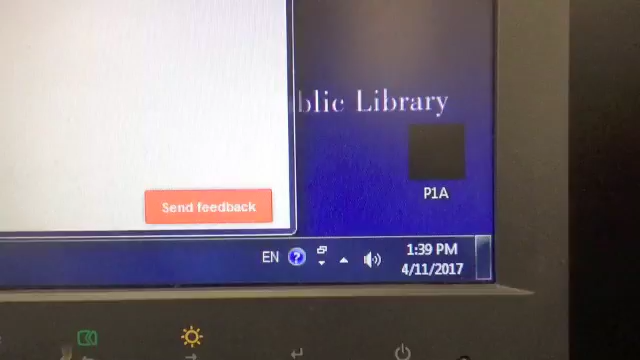 blic Library
P1A
Send feedback
EN
1:39 PM
4/11/2017